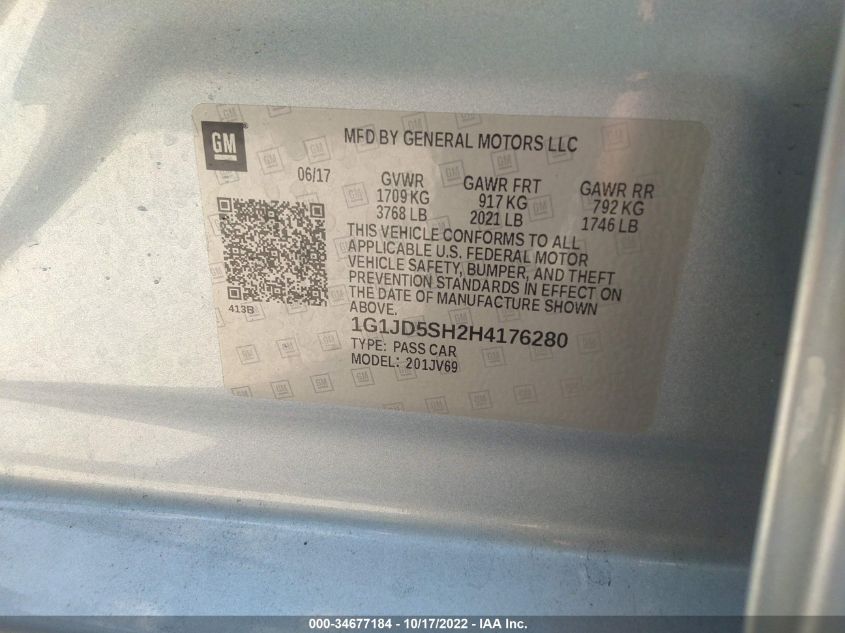 GM
MFD BY GENERAL MOTORS LLC
06/17
GVWR
1709 KG
3768 LB
GAWR FRT
917 KG
2021 LB
GAWR RR
792 KG
1746 LB
THIS VEHICLE CONFORMS TO ALL
APPLICABLE U.S. FEDERAL MOTOR
VEHICLE SAFETY, BUMPER, AND THEFT
PREVENTION STANDARDS IN EFFECT ON
THE DATE OF MANUFACTURE SHOWN
ABOVE.
413B
1G1JD5SH2H4176280
TYPE: PASS CAR
MODEL: 201JV69
000-34677184 - 10/17/2022 - IAA Inc.